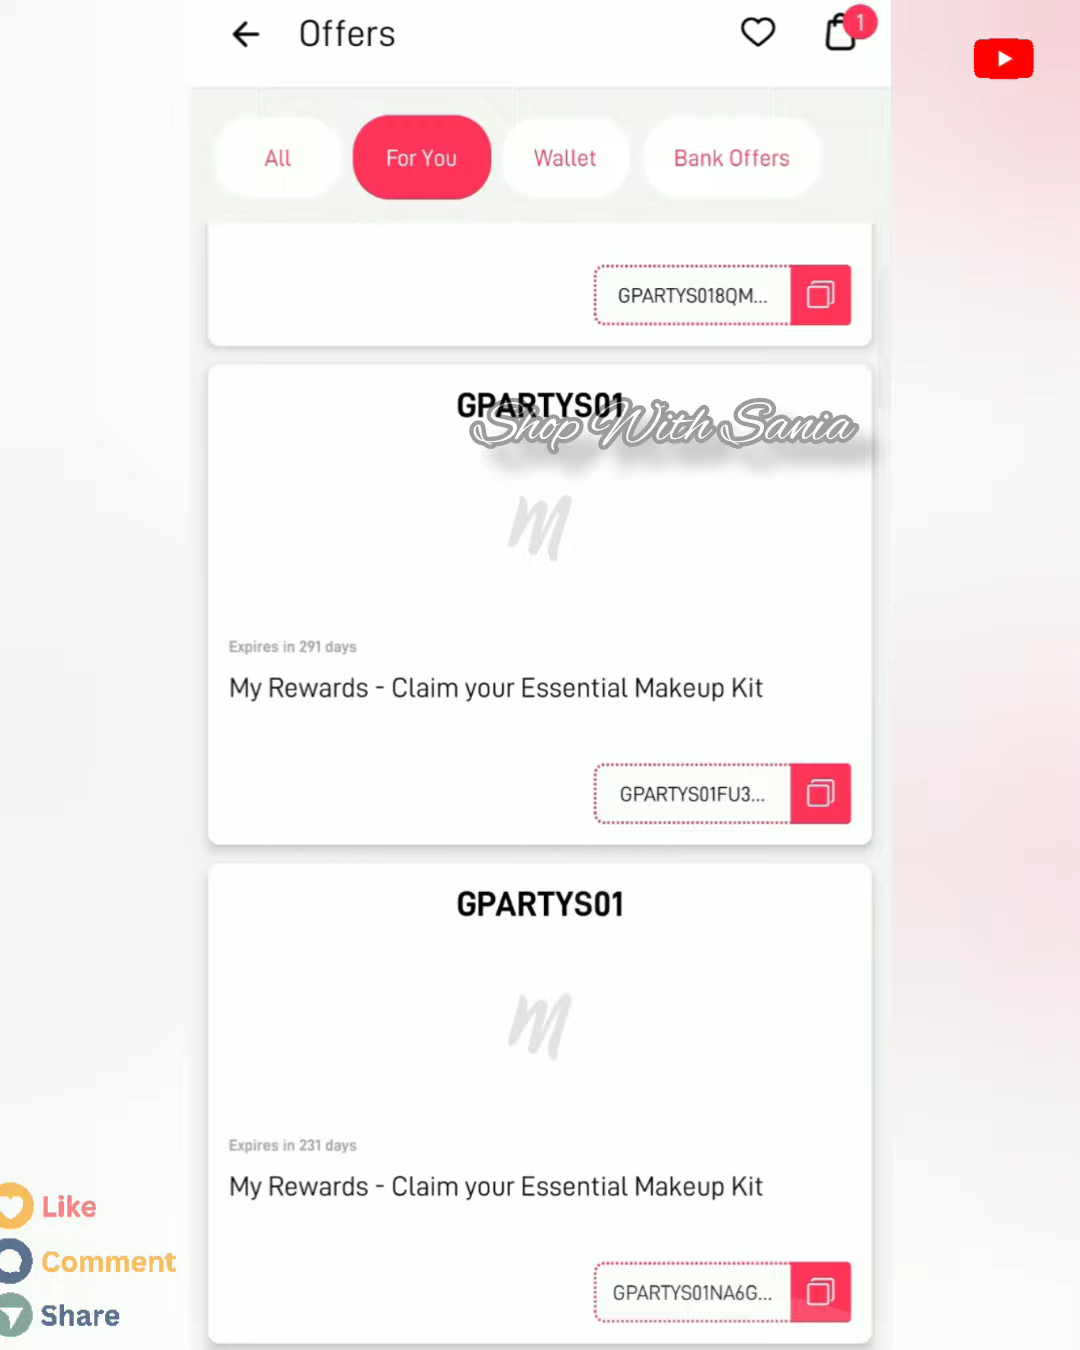 Offers
1
All
For You
Wallet
Bank Offers
GPARTYS018QM...
GPARTYS01
Shop With Sania
M
Expires in 291 days
My Rewards - Claim your Essential Makeup Kit
GPARTYS01FU3...
GPARTYS01
M
Expires in 231 days
My Rewards - Claim your Essential Makeup Kit
GPARTYS01NA6G...
Like
Comment
Share